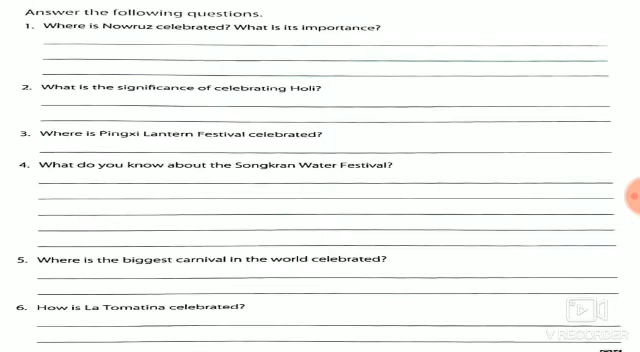 Answer the following questions.
1. Where is Nowruz celebrated? What is its importance?
2. What is the significance of celebrating Holi?
3. Where is Pingxi Lantern Festival celebrated?
4. What do you know about the Songkran Water Festival?
5. Where is the biggest carnival in the world celebrated?
6. How is La Tomatina celebrated?
V RECORDER